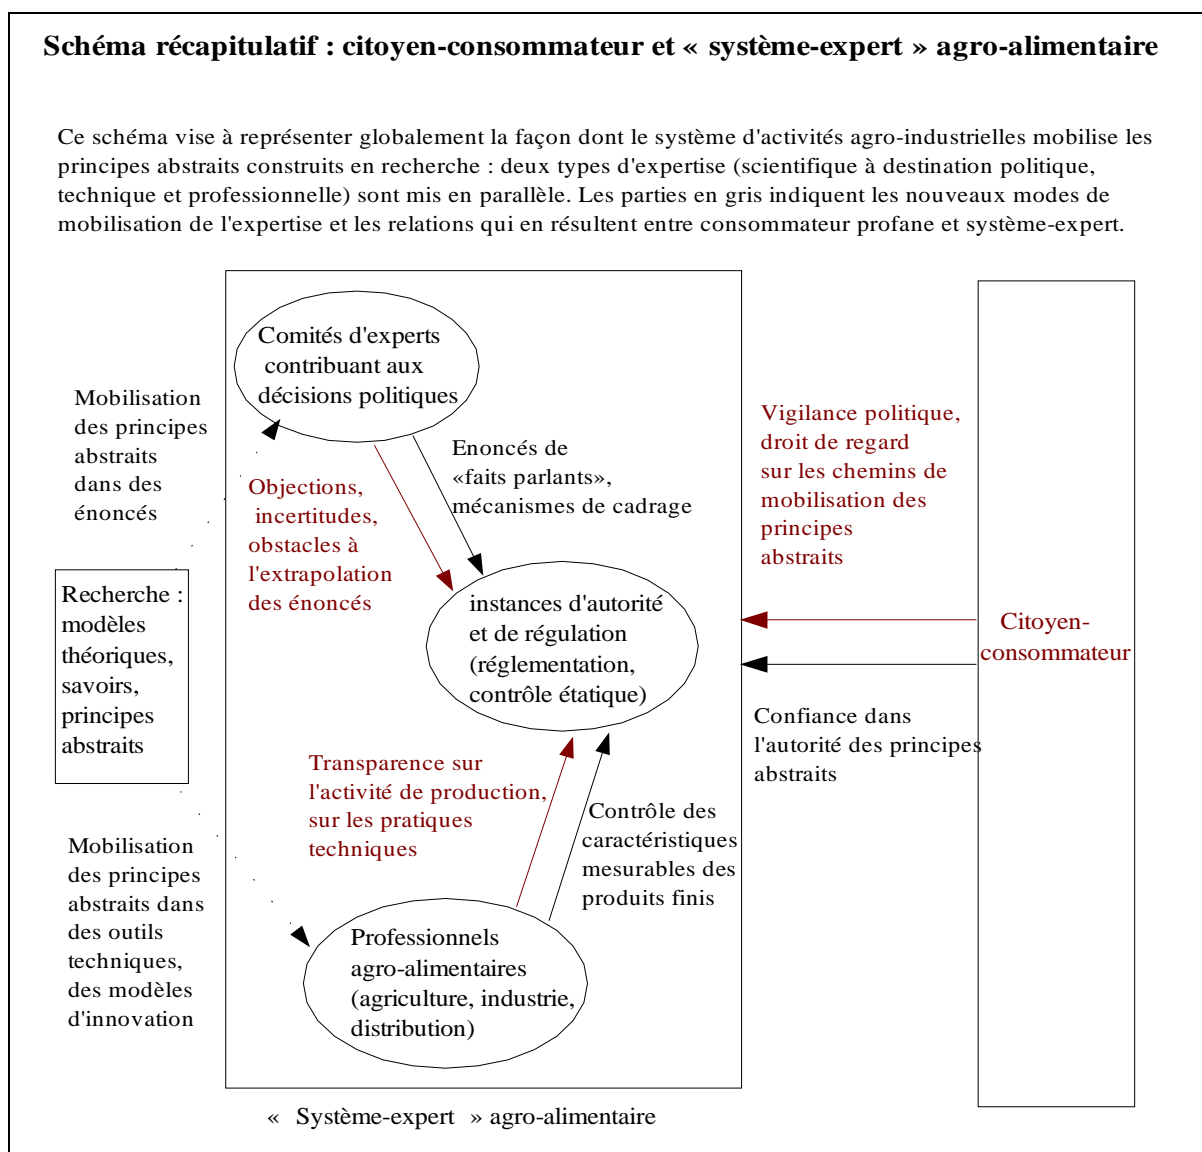 Schéma récapitulatif : citoyen-consommateur et « système-expert » agro-alimentaire
Ce schéma vise à représenter globalement la façon dont le système d'activités agro-industrielles mobilise les
principes abstraits construits en recherche : deux types d'expertise (scientifique à destination politique,
technique et professionnelle) sont mis en parallèle. Les parties en gris indiquent les nouveaux modes de
mobilisation de l'expertise et les relations qui en résultent entre consommateur profane et système-expert.
Comités d'experts
contribuant aux
décisions politiques
Mobilisation
des principes
abstraits
dans des
énoncés
Enoncés de
«faits parlants»,
mécanismes de cadrage
Objections,
incertitudes,
obstacles à
l'extrapolation
des énoncés
Vigilance politique,
droit de regard
sur les chemins de
mobilisation des
principes
abstraits
Recherche :
modèles
théoriques,
savoirs,
principes
abstraits
instances d'autorité
et de régulation
(réglementation,
contrôle étatique)
Citoyen-
consommateur
Confiance dans
l'autorité des principes
abstraits
Transparence sur
l'activité de production,
sur les pratiques
techniques
Contrôle des
caractéristiques
mesurables des
produits finis
Mobilisation
des principes
abstraits dans
des outils
techniques,
des modèles
d'innovation
Professionnels
agro-alimentaires
(agriculture, industrie,
distribution)
« Système-expert » agro-alimentaire